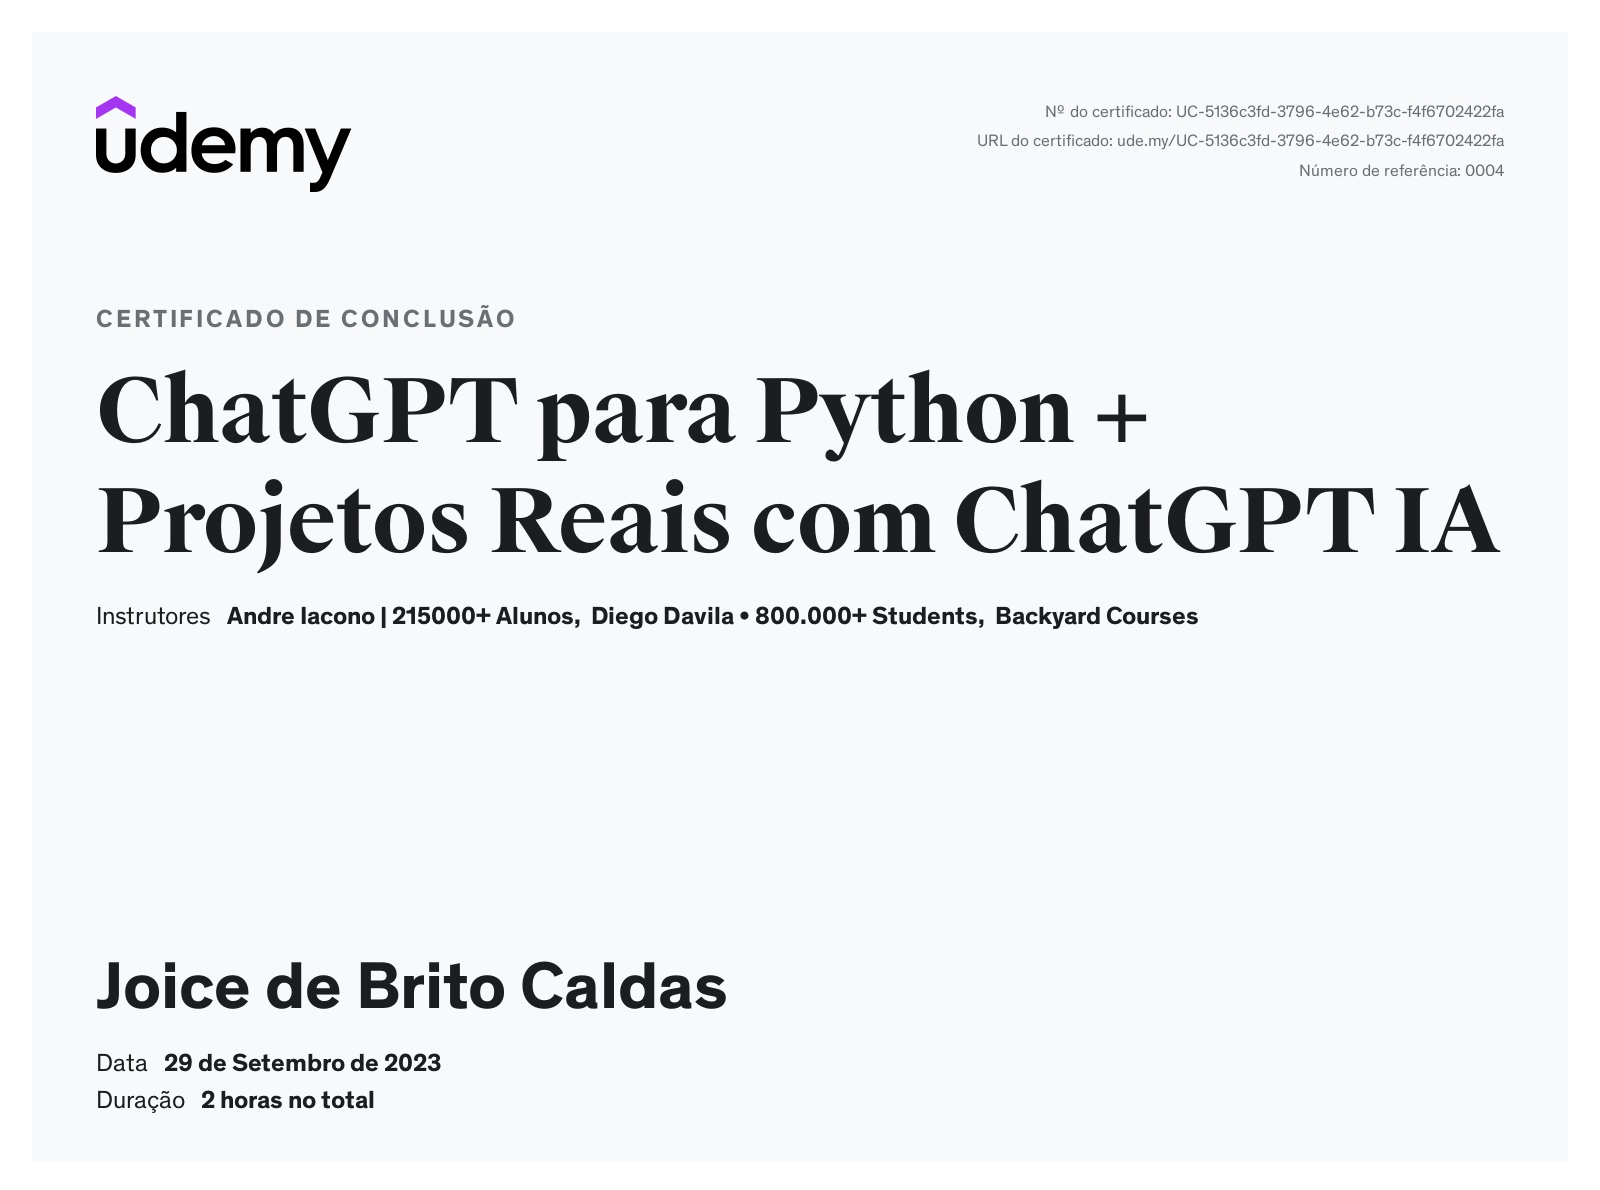 udemy
Nº do certificado: UC-5136c3fd-3796-4e62-b73c-f4f6702422fa
URL do certificado: ude.my/UC-5136c3fd-3796-4e62-b73c-f4f6702422fa
Número de referência: 0004
CERTIFICADO DE CONCLUSÃO
ChatGPT para Python +
Projetos Reais com ChatGPT IA
Instrutores Andre Iacono | 215000+ Alunos, Diego Davila • 800.000+ Students, Backyard Courses
Joice de Brito Caldas
Data 29 de Setembro de 2023
Duração 2 horas no total